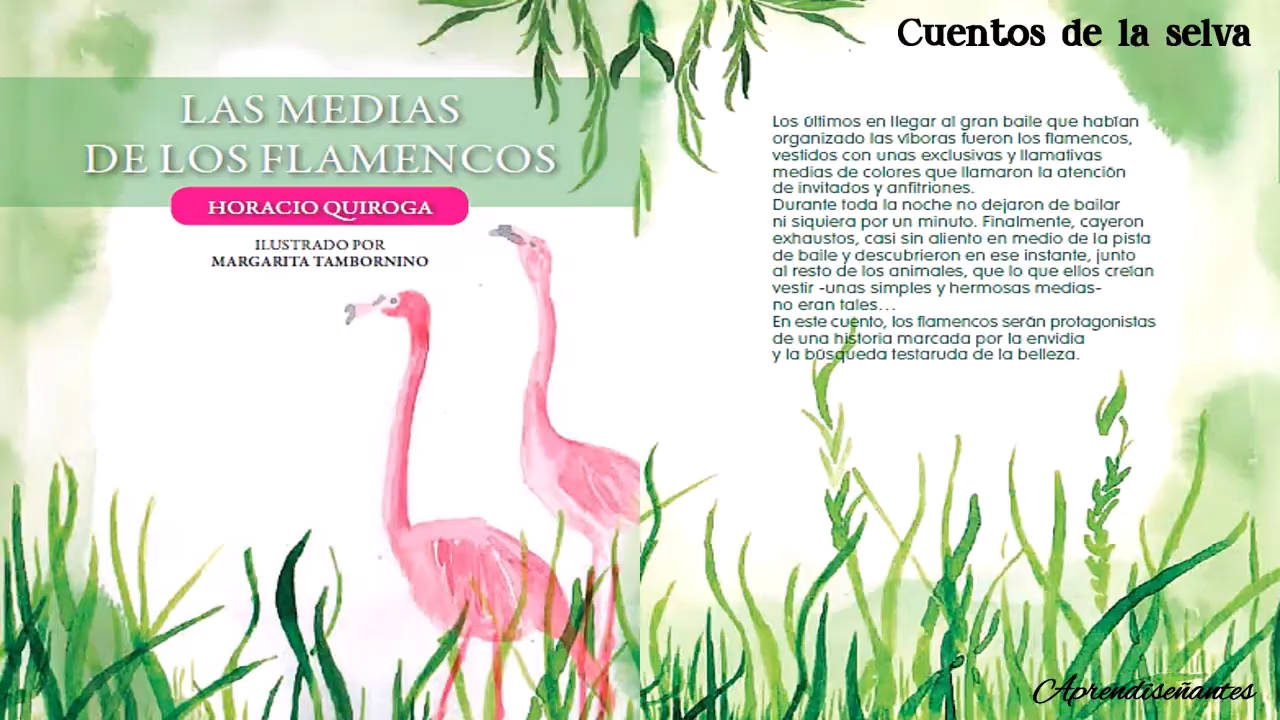 LAS MEDIAS
DE LOS FLAMENCOS
HORACIO QUIROGA
ILUSTRADO POR
MARGARITA TAMBORNINO
Cuentos de la selva
Los últimos en llegar al gran baile que habían
organizado las víboras fueron los flamencos,
vestidos con unas exclusivas y llamativas
medias de colores que llamaron la atención
de invitados y anfitriones.
Durante toda la noche no dejaron de bailar
ni siquiera por un minuto. Finalmente, cayeron
exhaustos, casi sin aliento en medio de la pista
de baile y descubrieron en ese instante, junto
al resto de los animales, que lo que ellos creían
vestir -unas simples y hermosas medias-
no eran tales...
En este cuento, los flamencos serán protagonistas
de una historia marcada por la envidia
y la búsqueda testaruda de la belleza.
Aprendiseñantes